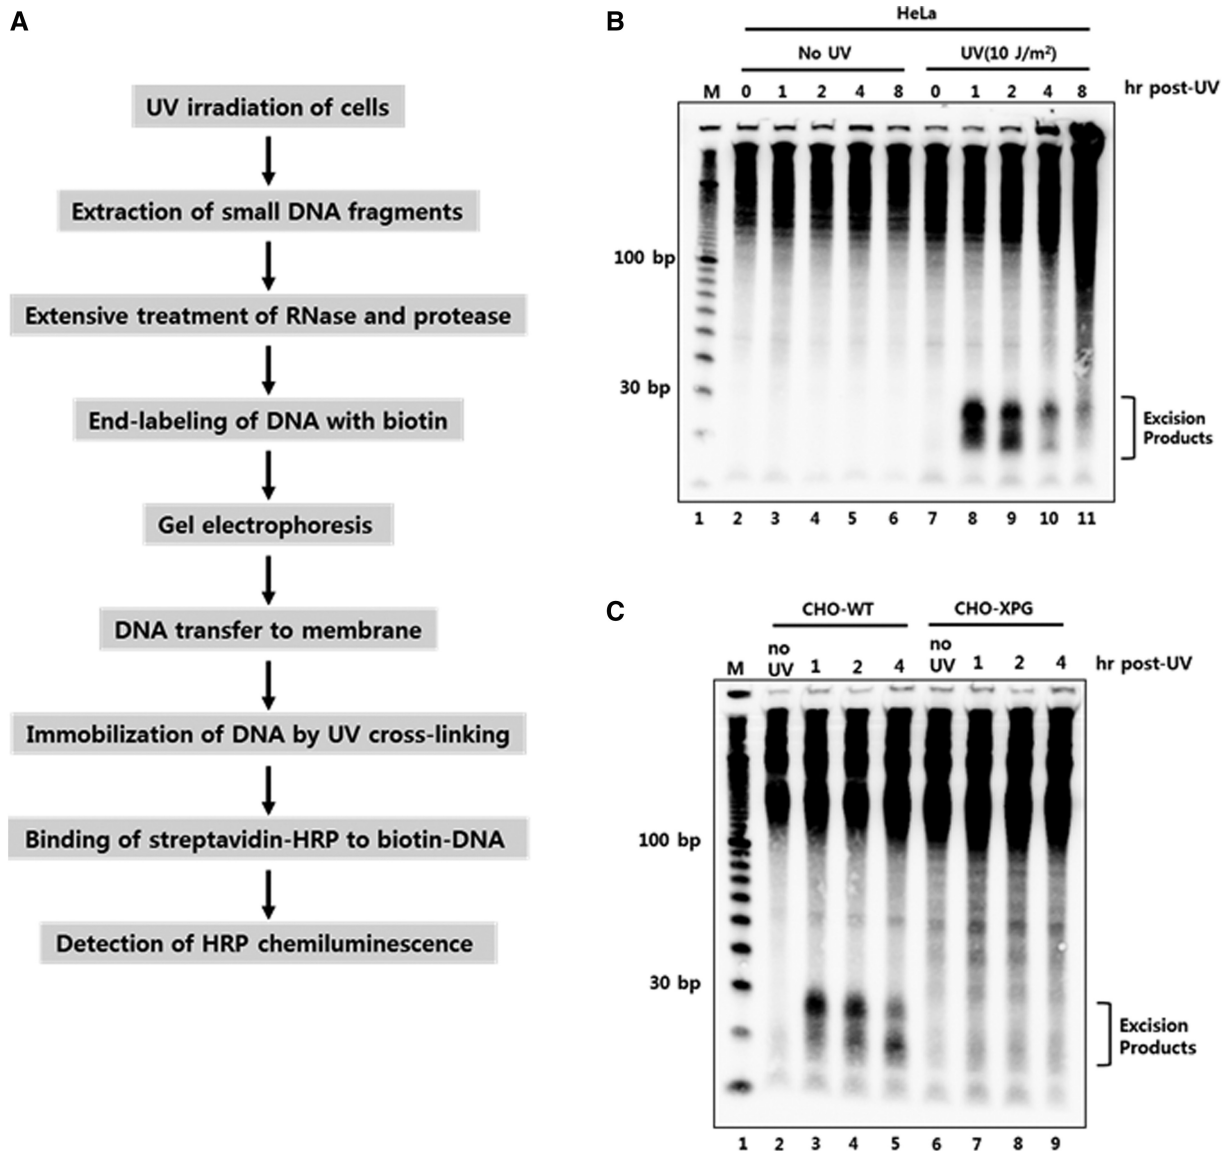 A
UV irradiation of cells
Extraction of small DNA fragments
Extensive treatment of RNase and protease
End-labeling of DNA with biotin
Gel electrophoresis
DNA transfer to membrane
Immobilization of DNA by UV cross-linking
Binding of streptavidin-HRP to biotin-DNA
Detection of HRP chemiluminescence
B
HeLa
No UV UV(10 J/m²)
M 0 1 2 4 8 0 1 2 4 8 hr post-UV
100 bp
30 bp
Excision
Products
1 2 3 4 5 6 7 8 9 10 11
C
CHO-WT CHO-XPG
M no UV 1 2 4 no UV 1 2 4 hr post-UV
100 bp
30 bp
Excision
Products
1 2 3 4 5 6 7 8 9